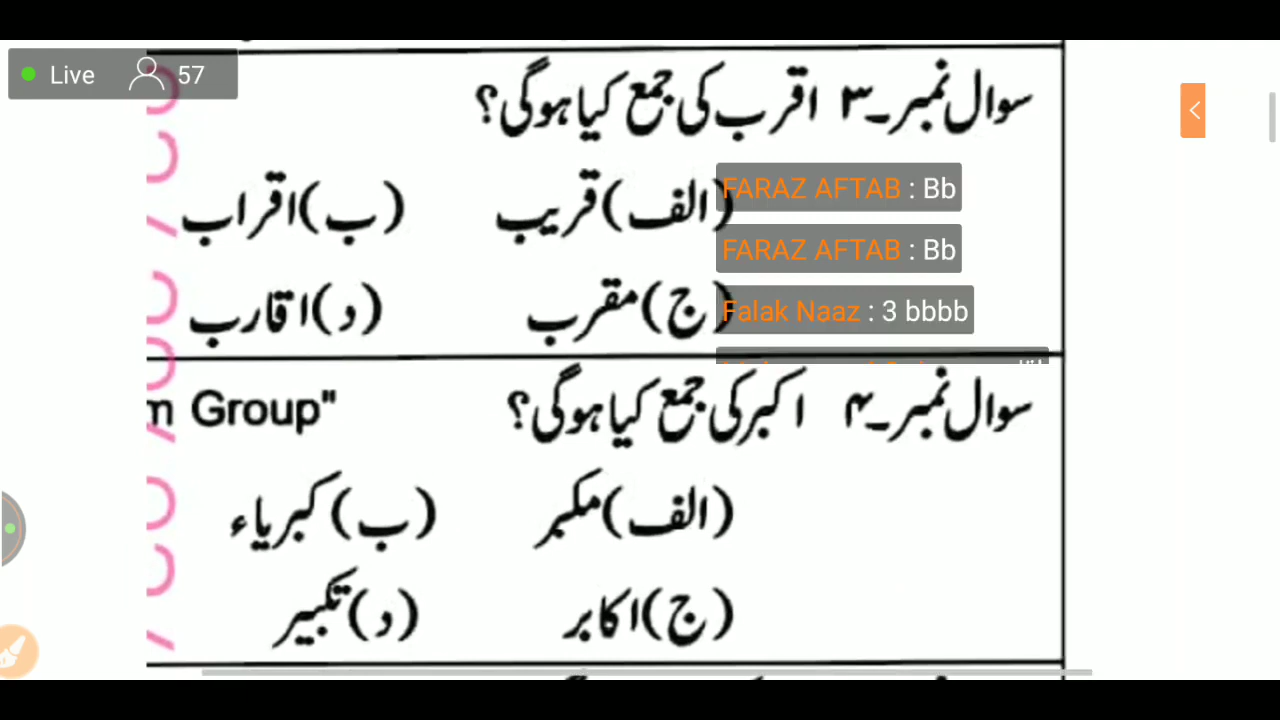 Live 57
سوال نمبر۔۳ اقرب کی جمع کیا ہوگی؟
FARAZ AFTAB : Bb
(الف)قریب (ب)اقراب
FARAZ AFTAB : Bb
Falak Naaz : 3 bbbb
(ج)مقرب (د)اقارب
سوال نمبر۔۴ اکبر کی جمع کیا ہوگی؟
m Group"
(الف)مکبر (ب)کبریاء
(ج)اکابر (د)تکبیر